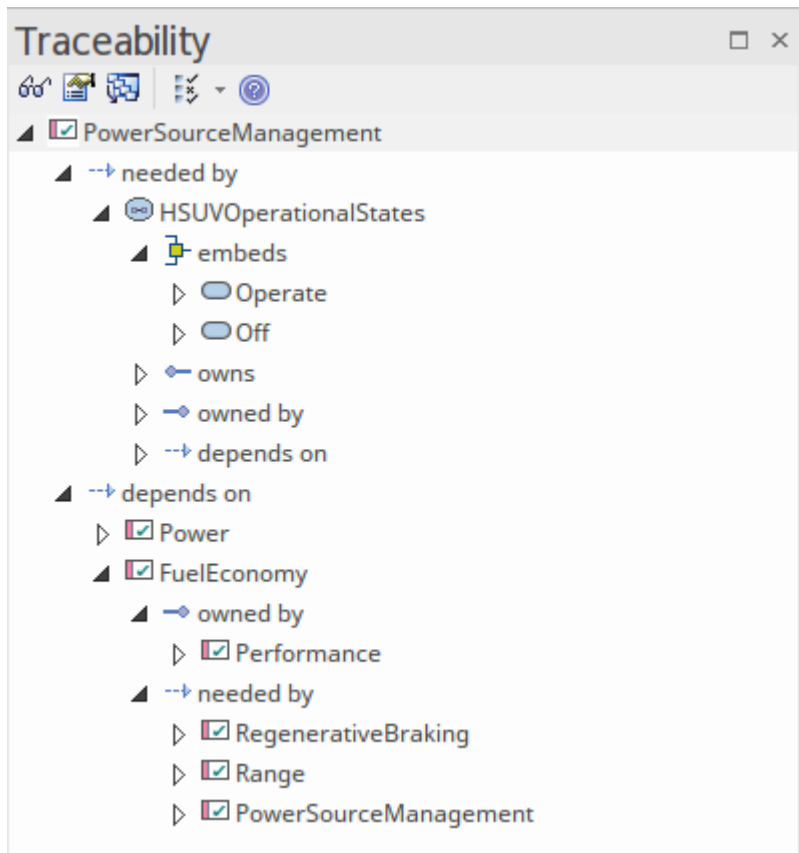 Traceability
PowerSourceManagement
needed by
HSUVOperationalStates
embeds
Operate
Off
owns
owned by
depends on
depends on
Power
FuelEconomy
owned by
Performance
needed by
RegenerativeBraking
Range
PowerSourceManagement